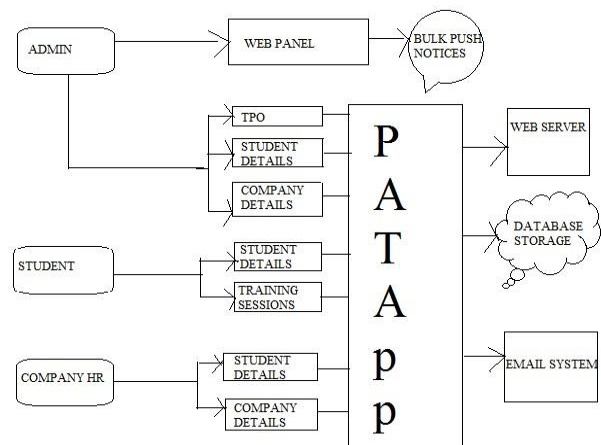 ADMIN
WEB PANEL
BULK PUSH
NOTICES
TPO
STUDENT
DETAILS
COMPANY
DETAILS
STUDENT
STUDENT
DETAILS
TRAINING
SESSIONS
COMPANY HR
STUDENT
DETAILS
COMPANY
DETAILS
P
A
T
A
p
p
WEB SERVER
DATABASE
STORAGE
EMAIL SYSTEM